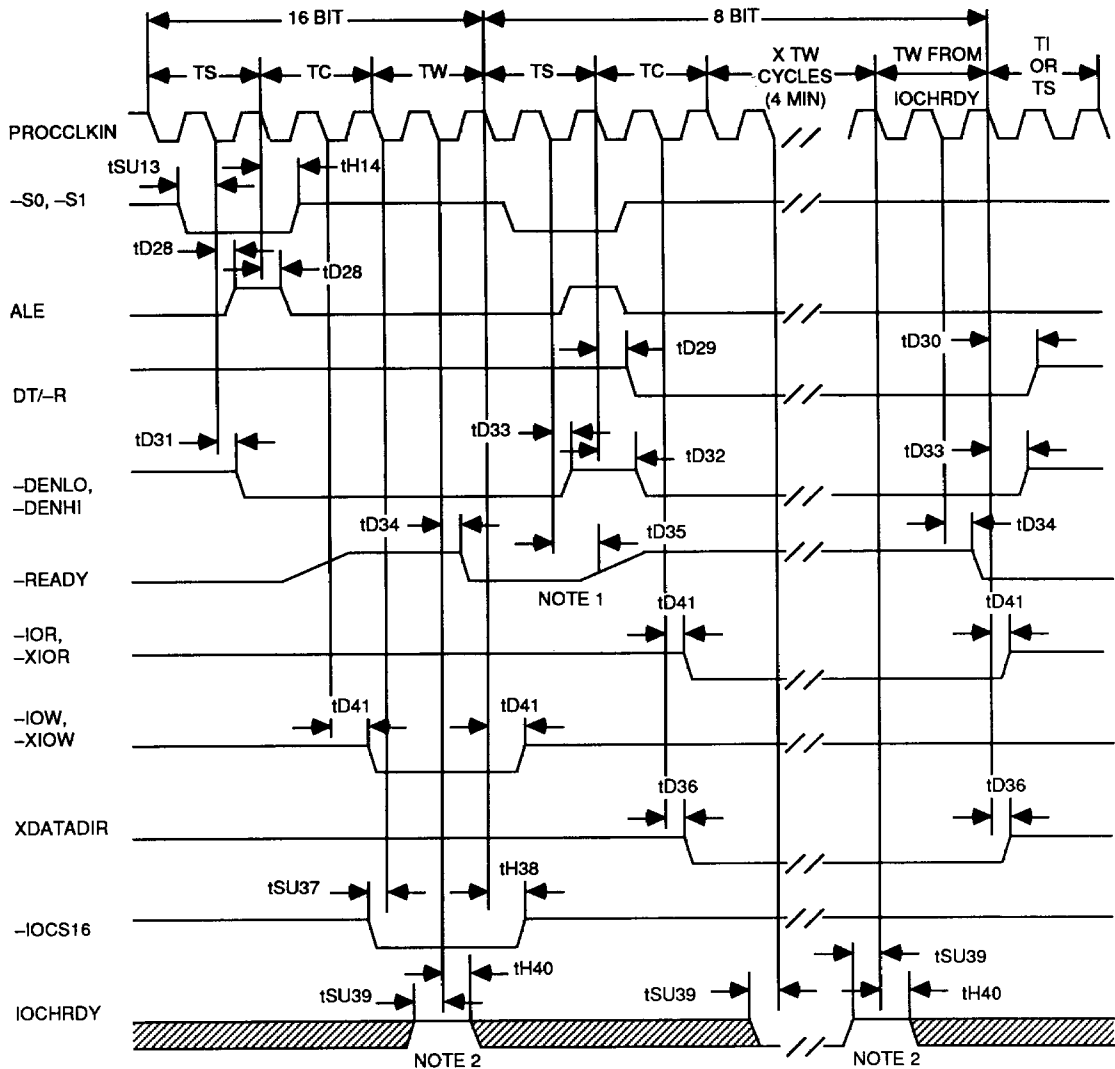 16 BIT
8 BIT
TS
TC
TW
TS
TC
X TW
CYCLES
(4 MIN)
TW FROM
IOCHRDY
TI
OR
TS
PROCCLKIN
tSU13
tH14
–S0, –S1
tD28
tD28
ALE
tD29
tD30
DT/–R
tD31
tD33
tD32
tD33
–DENLO,
–DENHI
tD34
tD35
tD34
–READY
NOTE 1
tD41
tD41
–IOR,
–XIOR
tD41
tD41
–IOW,
–XIOW
tD36
tD36
XDATADIR
tSU37
tH38
–IOCS16
tH40
tSU39
tSU39
tSU39
tH40
IOCHRDY
NOTE 2
NOTE 2